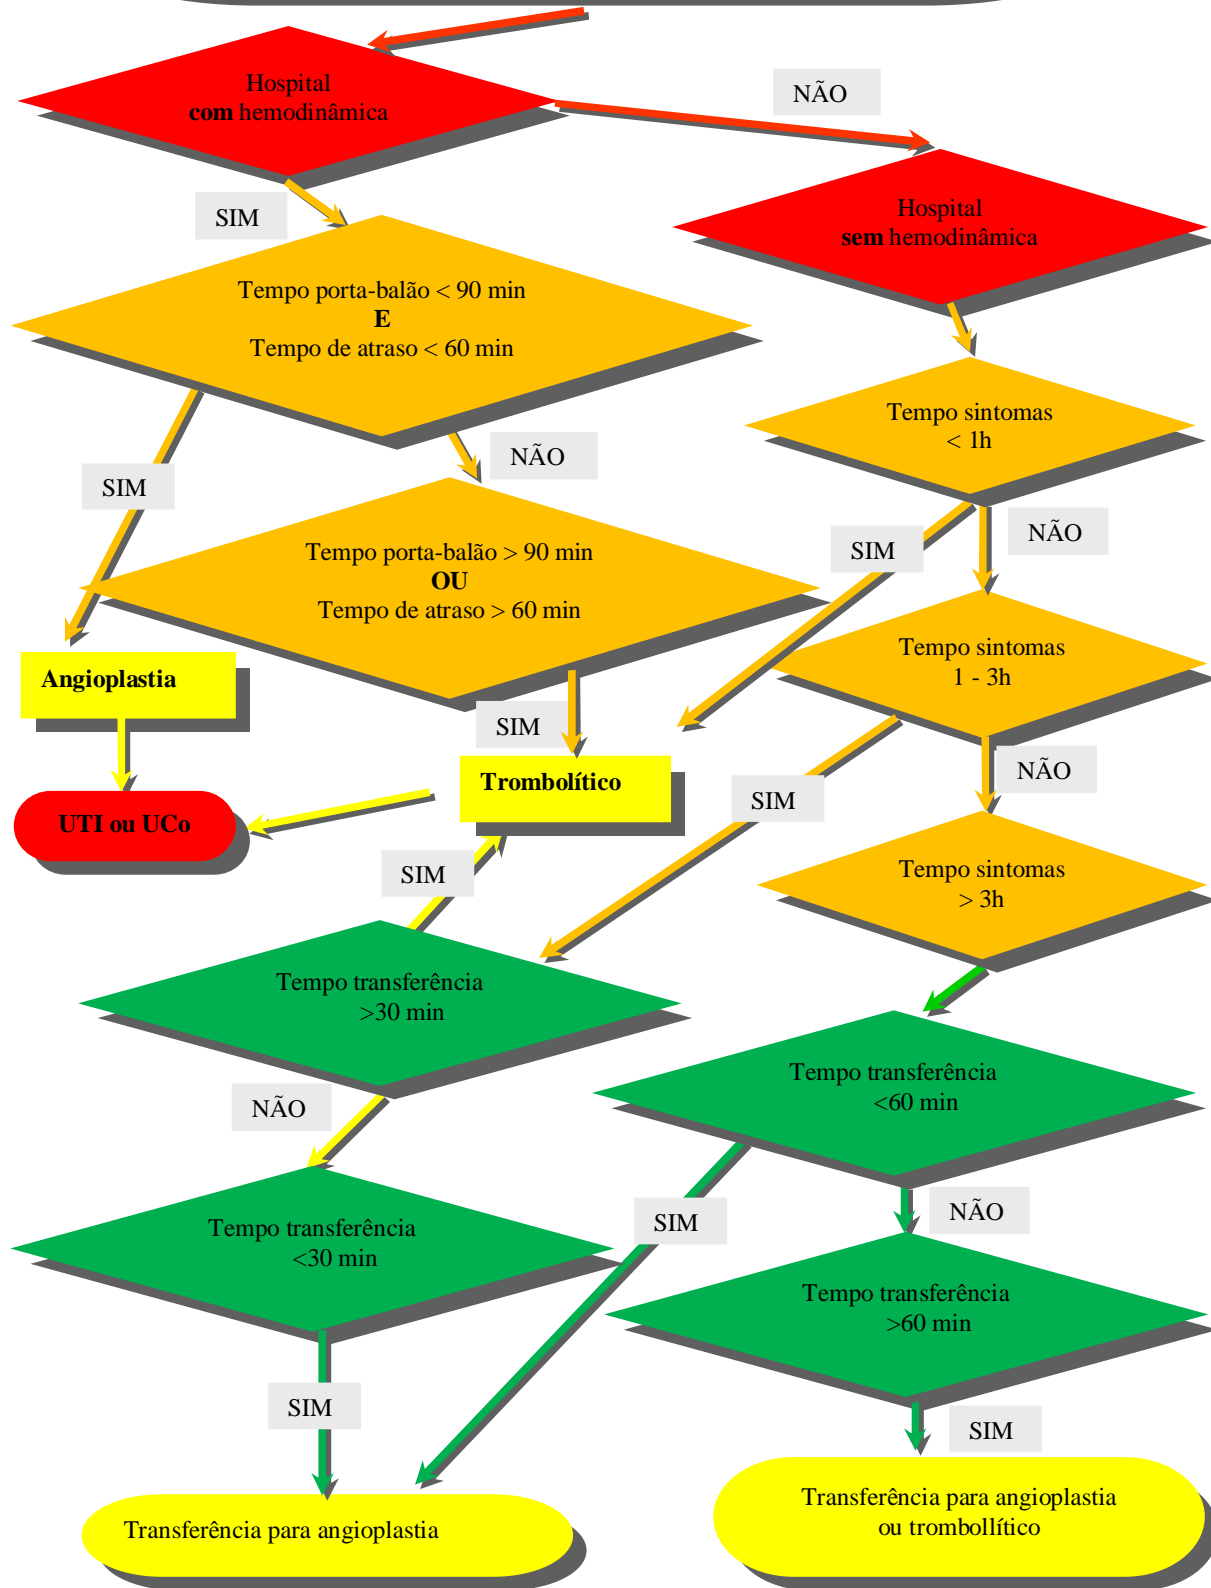 Hospital
com hemodinâmica
NÃO
SIM
Hospital
sem hemodinâmica
Tempo porta-balão < 90 min
E
Tempo de atraso < 60 min
Tempo sintomas
< 1h
SIM
NÃO
SIM
NÃO
Tempo porta-balão > 90 min
OU
Tempo de atraso > 60 min
Tempo sintomas
1 - 3h
Angioplastia
SIM
Trombolítico
NÃO
SIM
UTI ou UCo
SIM
Tempo sintomas
> 3h
Tempo transferência
>30 min
Tempo transferência
<60 min
NÃO
SIM
NÃO
Tempo transferência
<30 min
Tempo transferência
>60 min
SIM
SIM
Transferência para angioplastia
Transferência para angioplastia
ou trombollítico